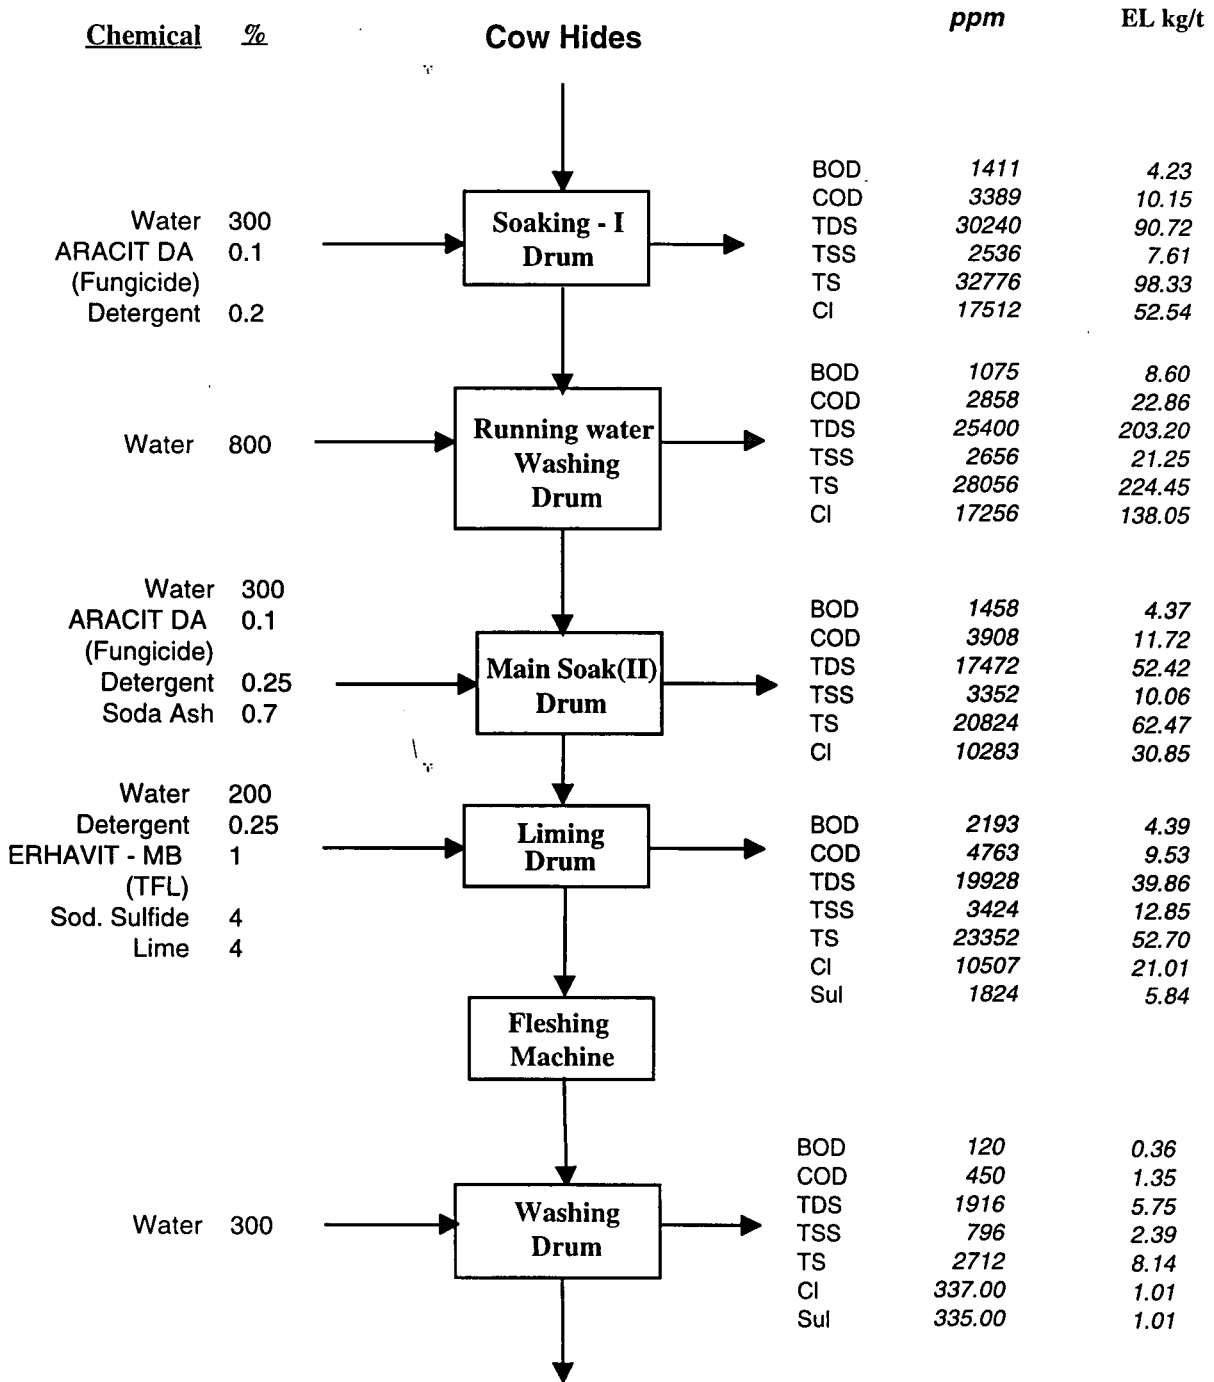 Chemical % Cow Hides ppm EL kg/t
Water 300
ARACIT DA 0.1
(Fungicide)
Detergent 0.2
Soaking - I
Drum
BOD 1411 4.23
COD 3389 10.15
TDS 30240 90.72
TSS 2536 7.61
TS 32776 98.33
Cl 17512 52.54
Water 800
Running water
Washing
Drum
BOD 1075 8.60
COD 2858 22.86
TDS 25400 203.20
TSS 2656 21.25
TS 28056 224.45
Cl 17256 138.05
Water 300
ARACIT DA 0.1
(Fungicide)
Detergent 0.25
Soda Ash 0.7
Main Soak(II)
Drum
BOD 1458 4.37
COD 3908 11.72
TDS 17472 52.42
TSS 3352 10.06
TS 20824 62.47
Cl 10283 30.85
Water 200
Detergent 0.25
ERHAVIT - MB 1
(TFL)
Sod. Sulfide 4
Lime 4
Liming
Drum
BOD 2193 4.39
COD 4763 9.53
TDS 19928 39.86
TSS 3424 12.85
TS 23352 52.70
Cl 10507 21.01
Sul 1824 5.84
Fleshing
Machine
Water 300
Washing
Drum
BOD 120 0.36
COD 450 1.35
TDS 1916 5.75
TSS 796 2.39
TS 2712 8.14
Cl 337.00 1.01
Sul 335.00 1.01